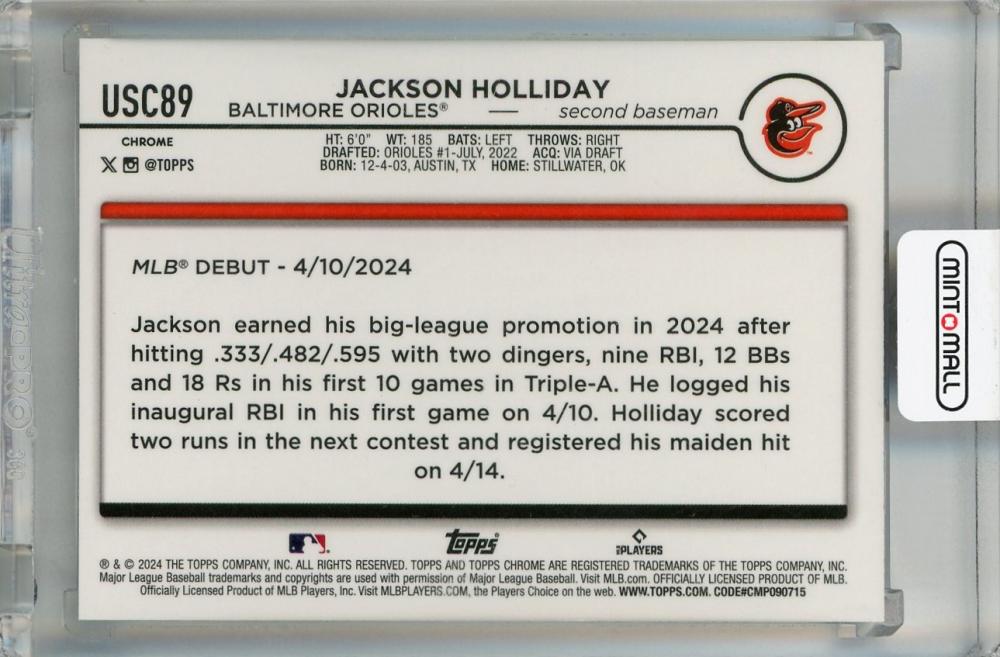 USC89
JACKSON HOLLIDAY
BALTIMORE ORIOLES® — second baseman
CHROME
X @TOPPS
HT: 6'0" WT: 185 BATS: LEFT THROWS: RIGHT
DRAFTED: ORIOLES #1-JULY, 2022 ACQ: VIA DRAFT
BORN: 12-4-03, AUSTIN, TX HOME: STILLWATER, OK
MLB® DEBUT - 4/10/2024
Jackson earned his big-league promotion in 2024 after
hitting .333/.482/.595 with two dingers, nine RBI, 12 BBs
and 18 Rs in his first 10 games in Triple-A. He logged his
inaugural RBI in his first game on 4/10. Holliday scored
two runs in the next contest and registered his maiden hit
on 4/14.
Topps®
PLAYERS
® & © 2024 THE TOPPS COMPANY, INC. ALL RIGHTS RESERVED. TOPPS AND TOPPS CHROME ARE REGISTERED TRADEMARKS OF THE TOPPS COMPANY, INC.
Major League Baseball trademarks and copyrights are used with permission of Major League Baseball. Visit MLB.com. OFFICIALLY LICENSED PRODUCT OF MLB.
Officially Licensed Product of MLB Players, Inc. Visit MLBPLAYERS.COM, the Players Choice on the web. WWW.TOPPS.COM. CODE#CMP090715
MINT MALL
UltraPRO®